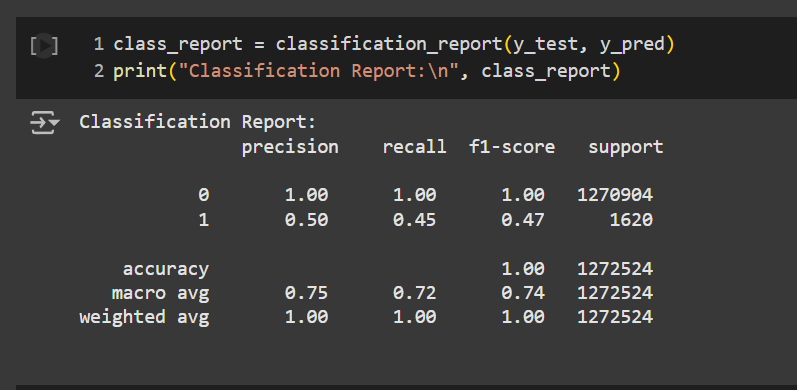 1 class_report = classification_report(y_test, y_pred)
2 print("Classification Report:\n", class_report)
Classification Report:
precision recall f1-score support
0 1.00 1.00 1.00 1270904
1 0.50 0.45 0.47 1620
accuracy 1.00 1272524
macro avg 0.75 0.72 0.74 1272524
weighted avg 1.00 1.00 1.00 1272524